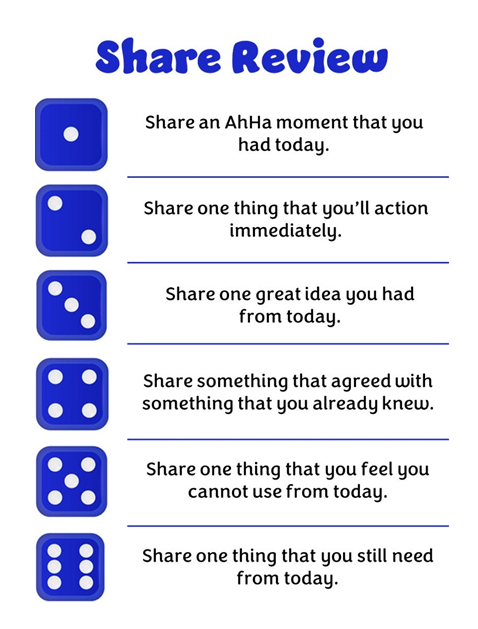 Share Review
Share an AhHa moment that you
had today.
Share one thing that you’ll action
immediately.
Share one great idea you had
from today.
Share something that agreed with
something that you already knew.
Share one thing that you feel you
cannot use from today.
Share one thing that you still need
from today.